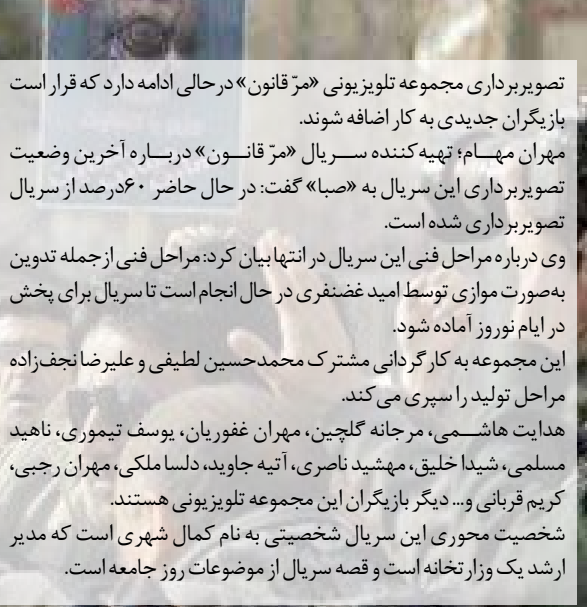 تصویربرداری مجموعه تلویزیونی «مرّ قانون» درحالی ادامه دارد که قرار است
بازیگران جدیدی به کار اضافه شوند.
مهران مهـام؛ تهیه‌کننده سـریال «مرّ قانـون» دربـاره آخرین وضعیت
تصویربرداری این سریال به «صبا» گفت: در حال حاضر ۶۰درصد از سریال
تصویربرداری شده است.
وی درباره مراحل فنی این سریال در انتها بیان کرد: مراحل فنی ازجمله تدوین
به‌صورت موازی توسط امید غضنفری در حال انجام است تا سریال برای پخش
در ایام نوروز آماده شود.
این مجموعه به کارگردانی مشترک محمدحسین لطیفی و علیرضا نجف‌زاده
مراحل تولید را سپری می‌کند.
هدایت هاشـمی، مرجانه گلچین، مهران غفوریان، یوسف تیموری، ناهید
مسلمی، شیدا خلیق، مهشید ناصری، آتیه جاوید، دلسا ملکی، مهران رجبی،
کریم قربانی و... دیگر بازیگران این مجموعه تلویزیونی هستند.
شخصیت محوری این سریال شخصیتی به نام کمال شهری است که مدیر
ارشد یک وزارتخانه است و قصه سریال از موضوعات روز جامعه است.